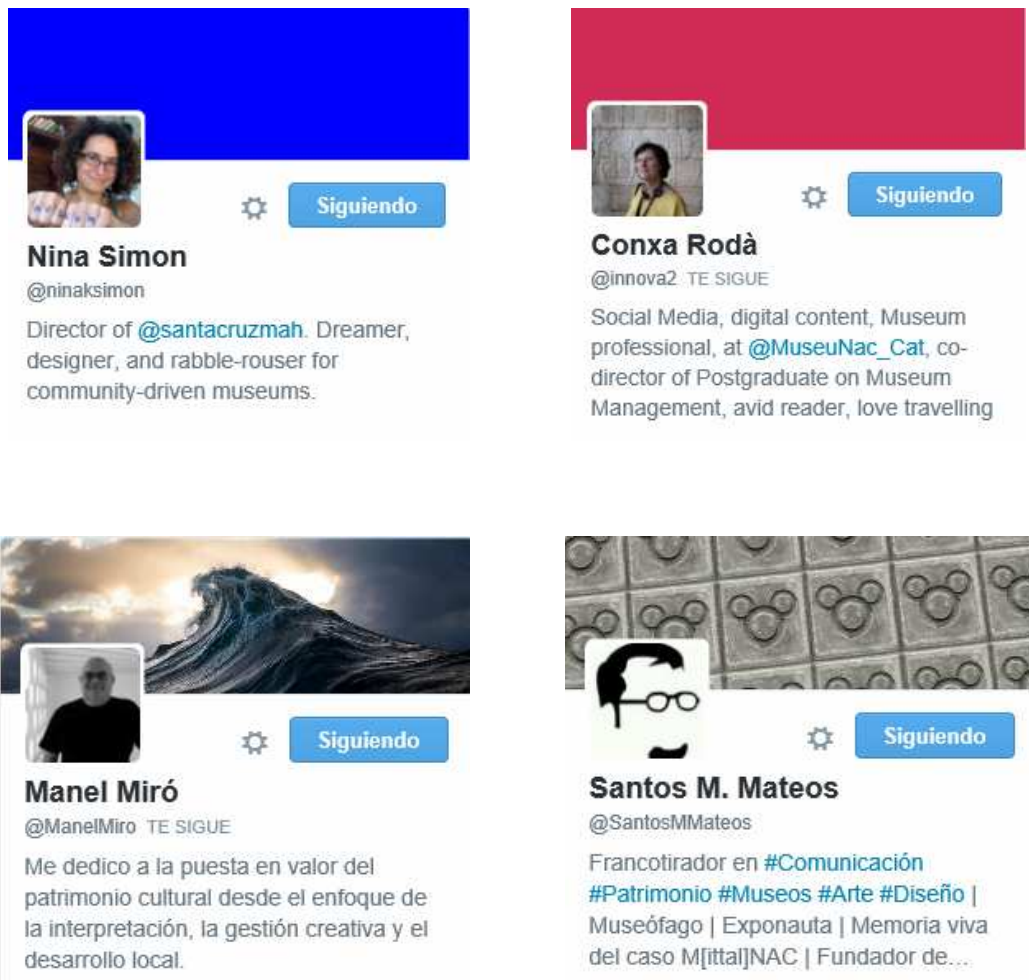 Siguiendo
Nina Simon
@ninaksimon
Director of @santacruzmah. Dreamer,
designer, and rabble-rouser for
community-driven museums.
Siguiendo
Conxa Rodà
@innova2 TE SIGUE
Social Media, digital content, Museum
professional, at @MuseuNac_Cat, co-
director of Postgraduate on Museum
Management, avid reader, love travelling
Siguiendo
Manel Miró
@ManelMiro TE SIGUE
Me dedico a la puesta en valor del
patrimonio cultural desde el enfoque de
la interpretación, la gestión creativa y el
desarrollo local.
Siguiendo
Santos M. Mateos
@SantosMMateos
Francotirador en #Comunicación
#Patrimonio #Museos #Arte #Diseño |
Museófago | Exponauta | Memoria viva
del caso M[ittal]NAC | Fundador de...